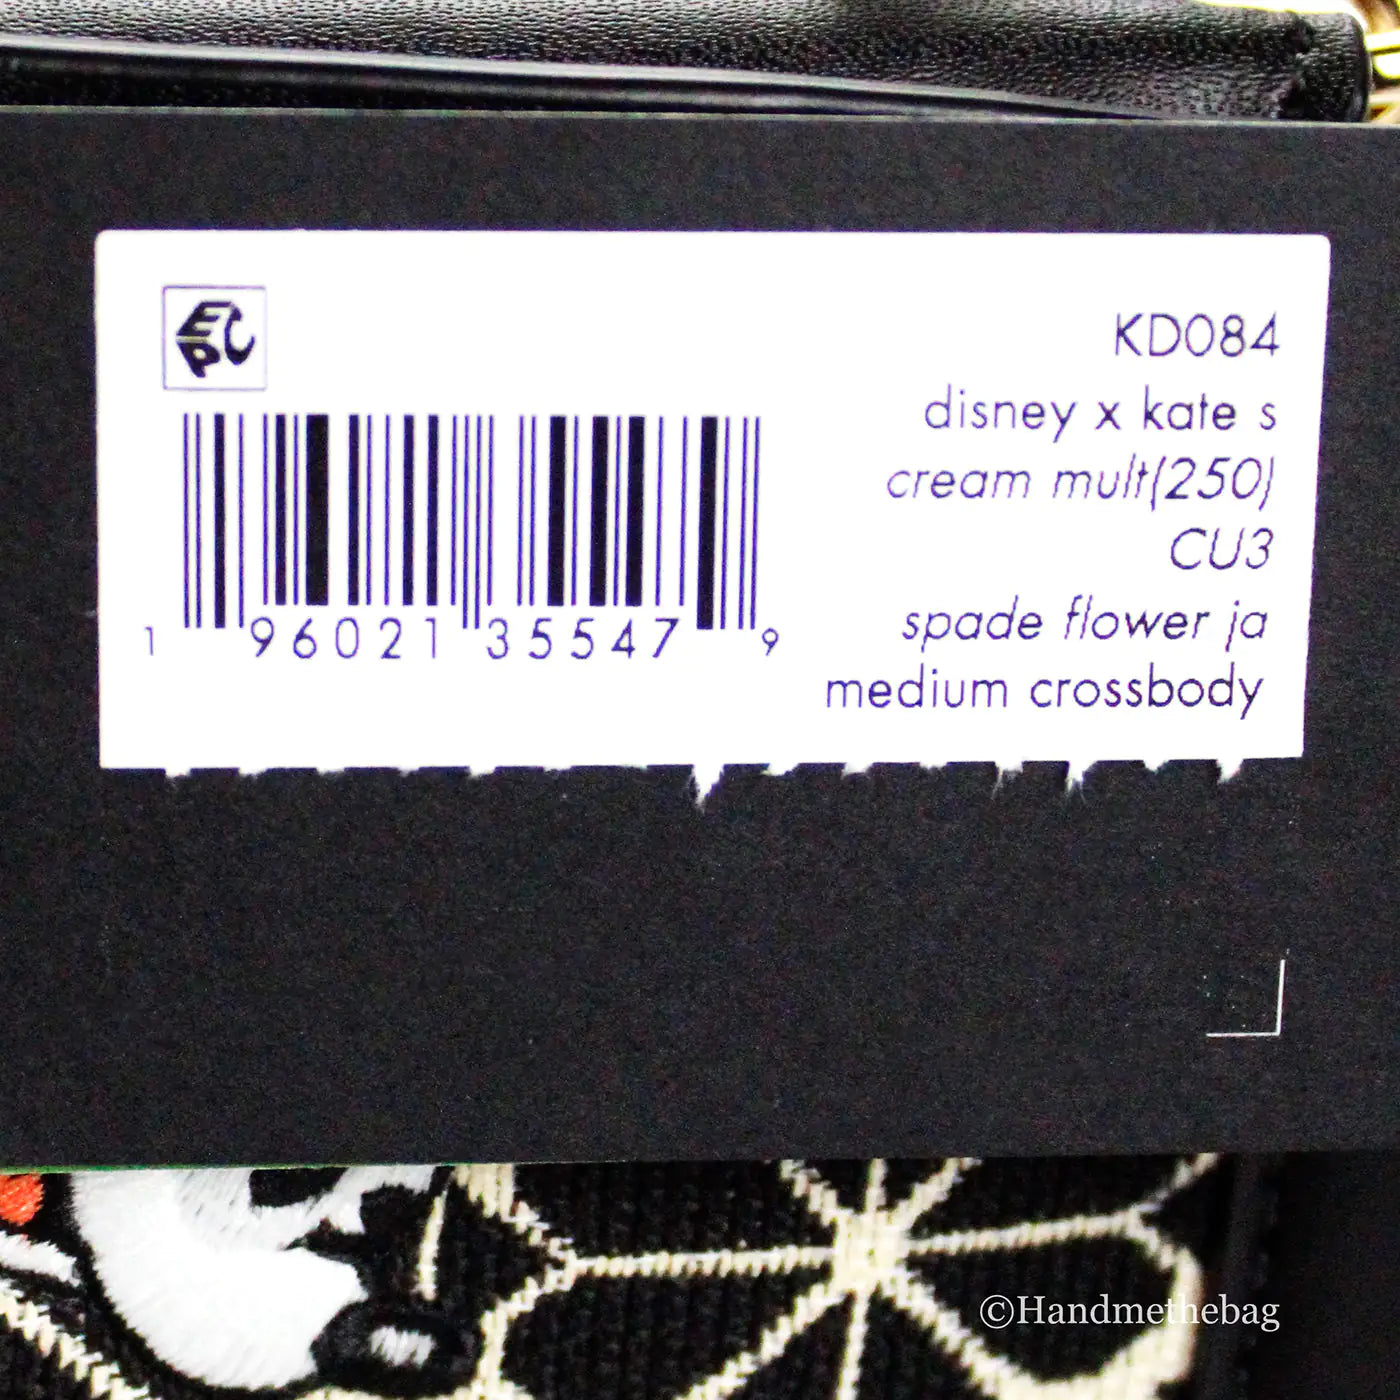 EPC
KD084
disney x kate s
cream mult(250)
CU3
spade flower ja
medium crossbody
1 96021 35547 9
©Handmethebag